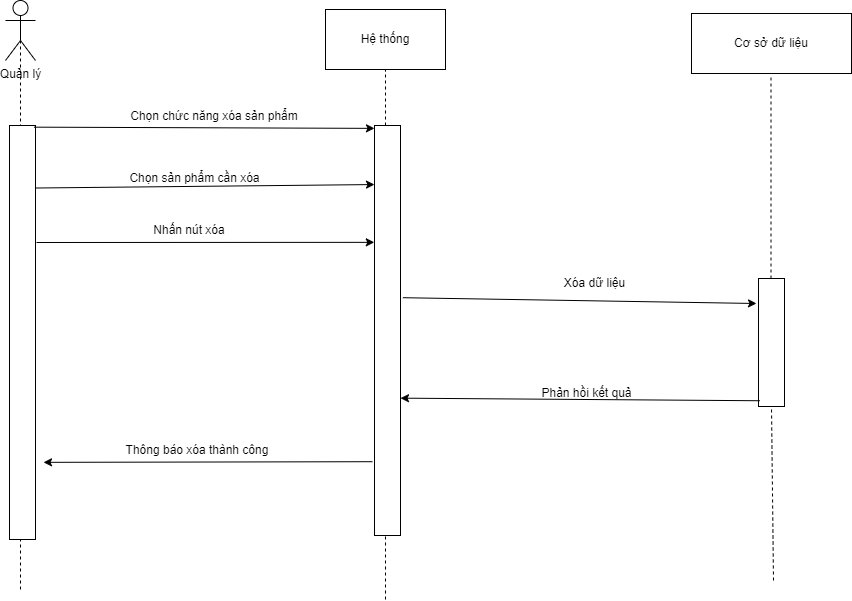 Quản lý
Hệ thống
Cơ sở dữ liệu
Chọn chức năng xóa sản phẩm
Chọn sản phẩm cần xóa
Nhấn nút xóa
Xóa dữ liệu
Phản hồi kết quả
Thông báo xóa thành công